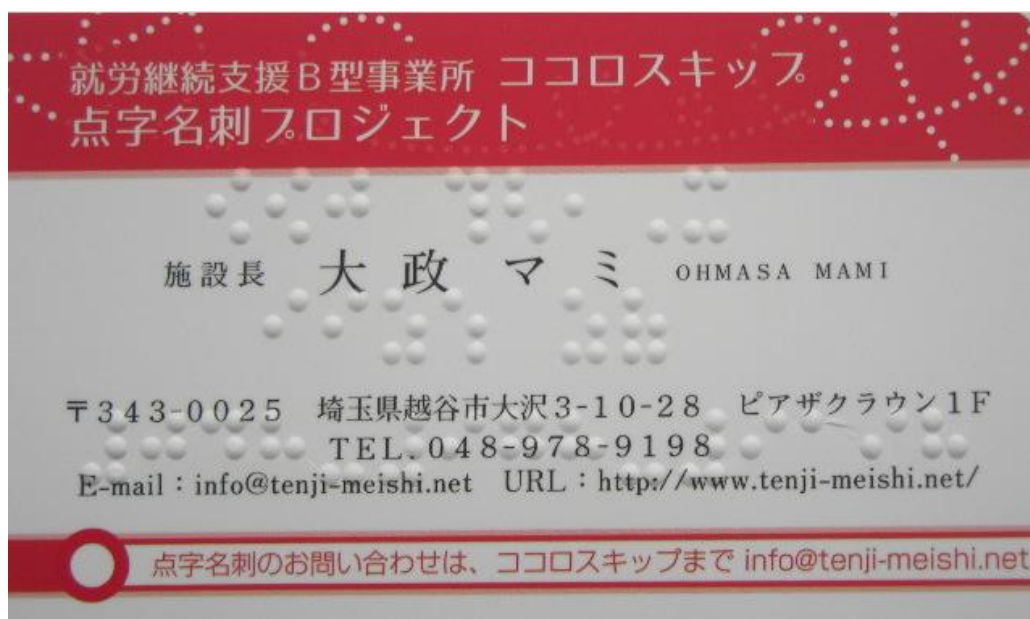 就労継続支援B型事業所 ココロスキップ
点字名刺プロジェクト
施設長 大政マミ OHMASA MAMI
〒343-0025 埼玉県越谷市大沢3-10-28 ピアザクラウン1F
TEL.048-978-9198
E-mail：info@tenji-meishi.net URL：http://www.tenji-meishi.net/
点字名刺のお問い合わせは、ココロスキップまで info@tenji-meishi.net